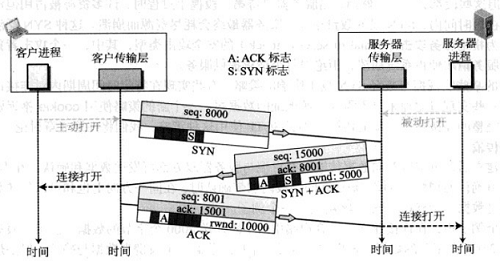 客户进程
客户传输层
A: ACK 标志
S: SYN 标志
服务器
传输层
服务器
进程
主动打开
seq: 8000
S
SYN
被动打开
seq: 15000
ack: 8001
A
S
rwnd: 5000
SYN + ACK
连接打开
seq: 8001
ack: 15001
A
rwnd: 10000
ACK
连接打开
时间
时间
时间
时间